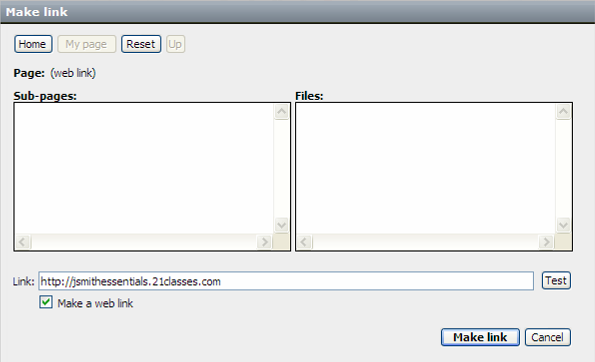 Make link
Home My page Reset Up
Page: (web link)
Sub-pages: Files:
Link: http://jsmithessentials.21classes.com Test
Make a web link
Make link Cancel